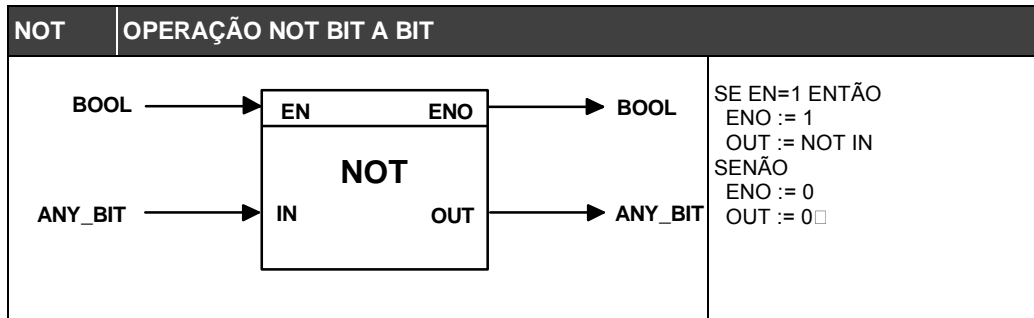 NOT OPERAÇÃO NOT BIT A BIT
BOOL EN ENO BOOL
NOT
ANY_BIT IN OUT ANY_BIT
SE EN=1 ENTÃO
ENO := 1
OUT := NOT IN
SENÃO
ENO := 0
OUT := 0□